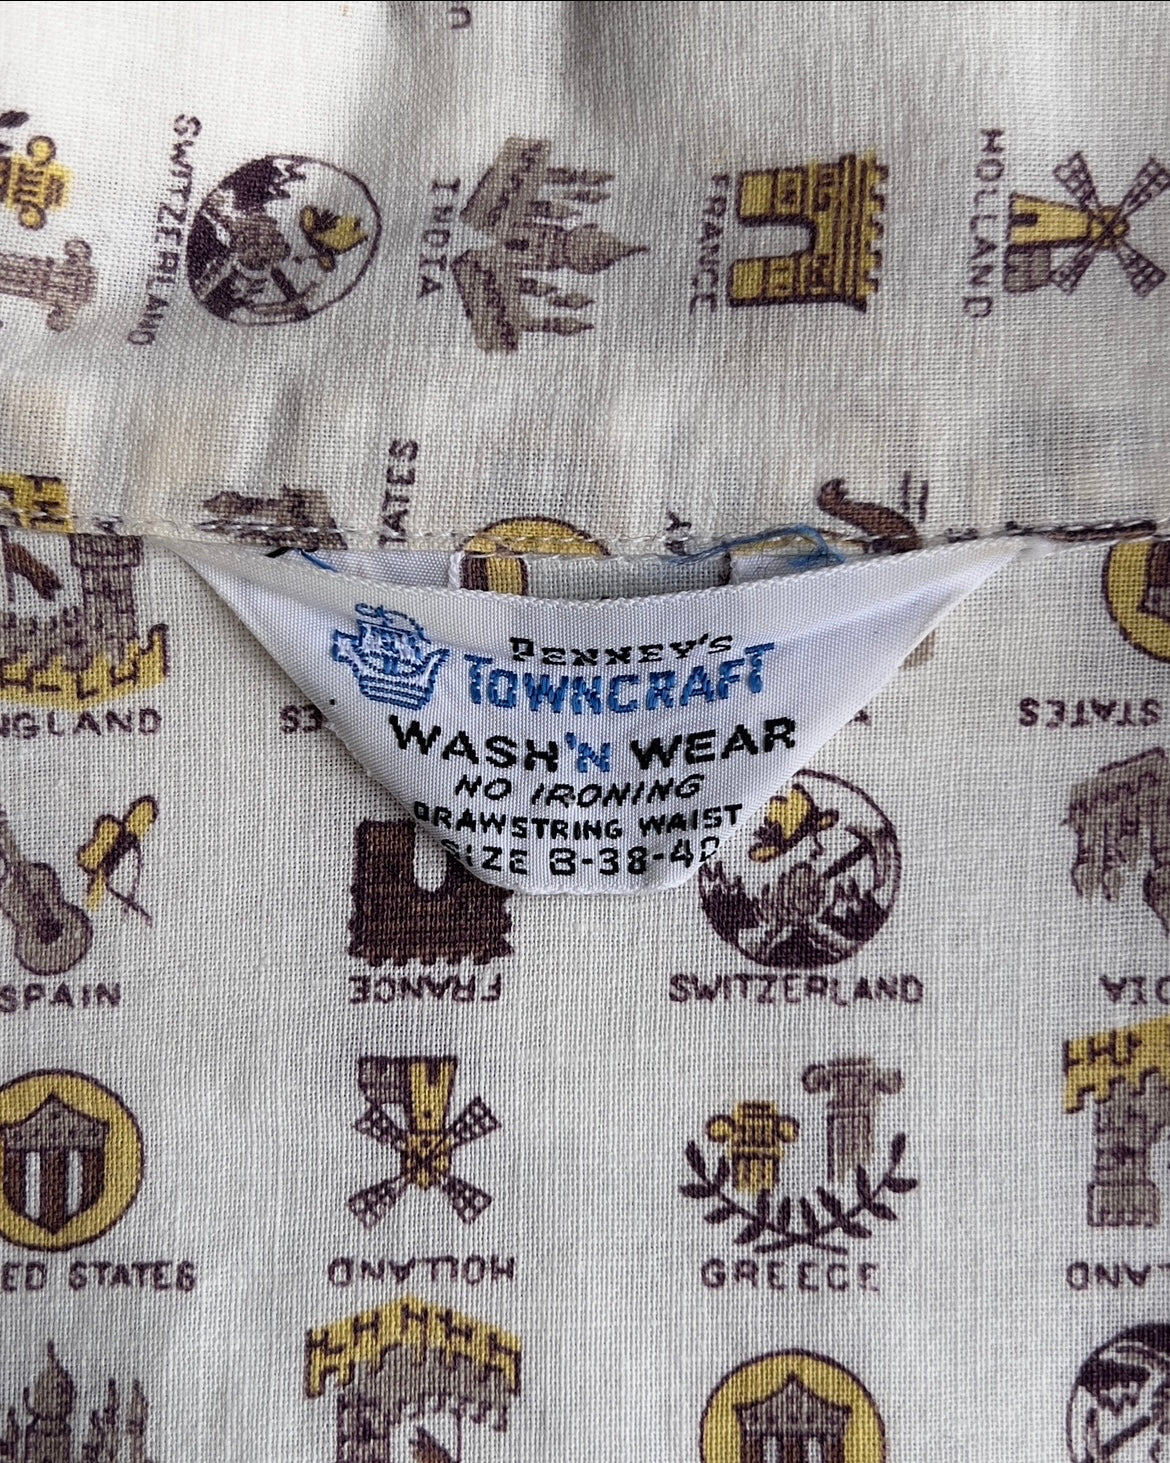 SWITZERLAND
INDIA
FRANCE
HOLLAND
TATES
PENNEY'S
TOWNCRAFT
WASH'N WEAR
NO IRONING
DRAWSTRING WAIST
SIZE B-38-40
NGLAND
STATES
SPAIN
FRANCE
SWITZERLAND
ED STATES
HOLLAND
GREECE